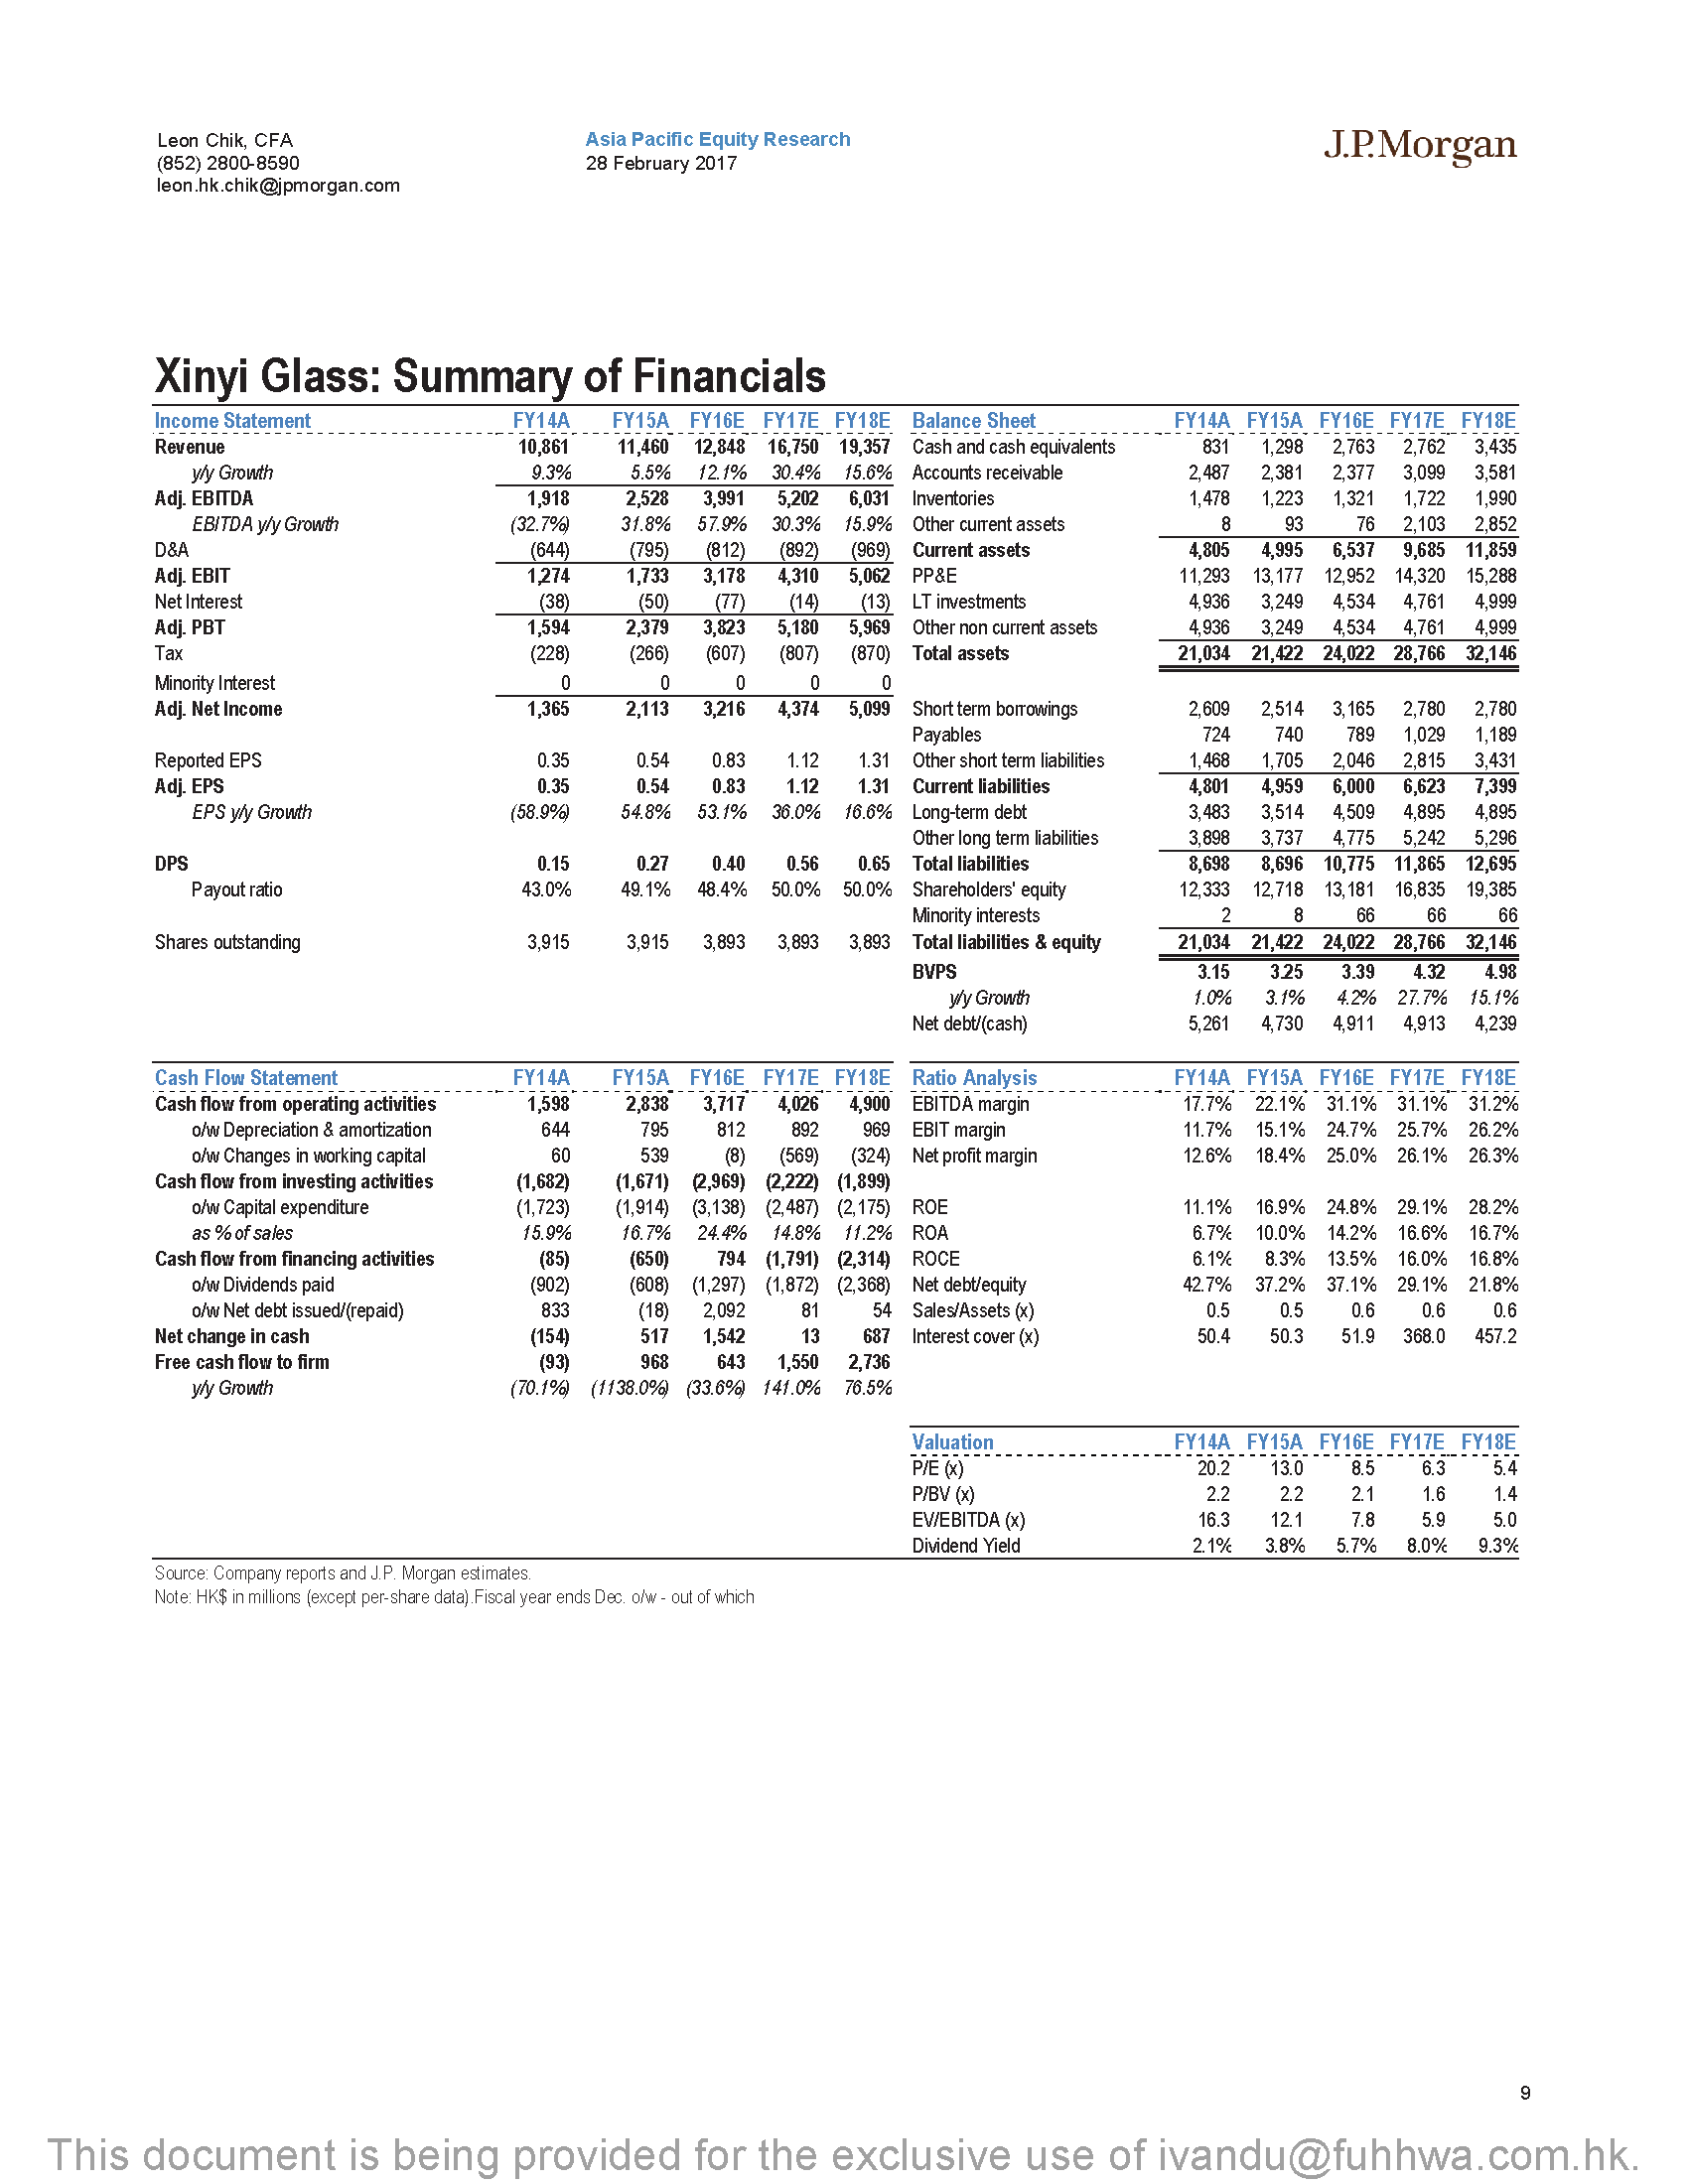 Leon Chik, CFA
(852) 2800-8590
leon.hk.chik@jpmorgan.com
Asia Pacific Equity Research
28 February 2017
J.P.Morgan
Xinyi Glass: Summary of Financials
Income Statement FY14A FY15A FY16E FY17E FY18E
Revenue 10,861 11,460 12,848 16,750 19,357
y/y Growth 9.3% 5.5% 12.1% 30.4% 15.6%
Adj. EBITDA 1,918 2,528 3,991 5,202 6,031
EBITDA y/y Growth (32.7%) 31.8% 57.9% 30.3% 15.9%
D&A (644) (795) (812) (892) (969)
Adj. EBIT 1,274 1,733 3,178 4,310 5,062
Net Interest (38) (50) (77) (14) (13)
Adj. PBT 1,594 2,379 3,823 5,180 5,969
Tax (228) (266) (607) (807) (870)
Minority Interest 0 0 0 0 0
Adj. Net Income 1,365 2,113 3,216 4,374 5,099
Reported EPS 0.35 0.54 0.83 1.12 1.31
Adj. EPS 0.35 0.54 0.83 1.12 1.31
EPS y/y Growth (58.9%) 54.8% 53.1% 36.0% 16.6%
DPS 0.15 0.27 0.40 0.56 0.65
Payout ratio 43.0% 49.1% 48.4% 50.0% 50.0%
Shares outstanding 3,915 3,915 3,893 3,893 3,893
Balance Sheet FY14A FY15A FY16E FY17E FY18E
Cash and cash equivalents 831 1,298 2,763 2,762 3,435
Accounts receivable 2,487 2,381 2,377 3,099 3,581
Inventories 1,478 1,223 1,321 1,722 1,990
Other current assets 8 93 76 2,103 2,852
Current assets 4,805 4,995 6,537 9,685 11,859
PP&E 11,293 13,177 12,952 14,320 15,288
LT investments 4,936 3,249 4,534 4,761 4,999
Other non current assets 4,936 3,249 4,534 4,761 4,999
Total assets 21,034 21,422 24,022 28,766 32,146
Short term borrowings 2,609 2,514 3,165 2,780 2,780
Payables 724 740 789 1,029 1,189
Other short term liabilities 1,468 1,705 2,046 2,815 3,431
Current liabilities 4,801 4,959 6,000 6,623 7,399
Long-term debt 3,483 3,514 4,509 4,895 4,895
Other long term liabilities 3,898 3,737 4,775 5,242 5,296
Total liabilities 8,698 8,696 10,775 11,865 12,695
Shareholders' equity 12,333 12,718 13,181 16,835 19,385
Minority interests 2 8 66 66 66
Total liabilities & equity 21,034 21,422 24,022 28,766 32,146
BVPS 3.15 3.25 3.39 4.32 4.98
y/y Growth 1.0% 3.1% 4.2% 27.7% 15.1%
Net debt/(cash) 5,261 4,730 4,911 4,913 4,239
Cash Flow Statement FY14A FY15A FY16E FY17E FY18E
Cash flow from operating activities 1,598 2,838 3,717 4,026 4,900
o/w Depreciation & amortization 644 795 812 892 969
o/w Changes in working capital 60 539 (8) (569) (324)
Cash flow from investing activities (1,682) (1,671) (2,969) (2,222) (1,899)
o/w Capital expenditure (1,723) (1,914) (3,138) (2,487) (2,175)
as % of sales 15.9% 16.7% 24.4% 14.8% 11.2%
Cash flow from financing activities (85) (650) 794 (1,791) (2,314)
o/w Dividends paid (902) (608) (1,297) (1,872) (2,368)
o/w Net debt issued/(repaid) 833 (18) 2,092 81 54
Net change in cash (154) 517 1,542 13 687
Free cash flow to firm (93) 968 643 1,550 2,736
y/y Growth (70.1%) (1138.0%) (33.6%) 141.0% 76.5%
Ratio Analysis FY14A FY15A FY16E FY17E FY18E
EBITDA margin 17.7% 22.1% 31.1% 31.1% 31.2%
EBIT margin 11.7% 15.1% 24.7% 25.7% 26.2%
Net profit margin 12.6% 18.4% 25.0% 26.1% 26.3%
ROE 11.1% 16.9% 24.8% 29.1% 28.2%
ROA 6.7% 10.0% 14.2% 16.6% 16.7%
ROCE 6.1% 8.3% 13.5% 16.0% 16.8%
Net debt/equity 42.7% 37.2% 37.1% 29.1% 21.8%
Sales/Assets (x) 0.5 0.5 0.6 0.6 0.6
Interest cover (x) 50.4 50.3 51.9 368.0 457.2
Valuation FY14A FY15A FY16E FY17E FY18E
P/E (x) 20.2 13.0 8.5 6.3 5.4
P/BV (x) 2.2 2.2 2.1 1.6 1.4
EV/EBITDA (x) 16.3 12.1 7.8 5.9 5.0
Dividend Yield 2.1% 3.8% 5.7% 8.0% 9.3%
Source: Company reports and J.P. Morgan estimates.
Note: HK$ in millions (except per-share data).Fiscal year ends Dec. o/w - out of which
9
This document is being provided for the exclusive use of ivandu@fuhhwa.com.hk.